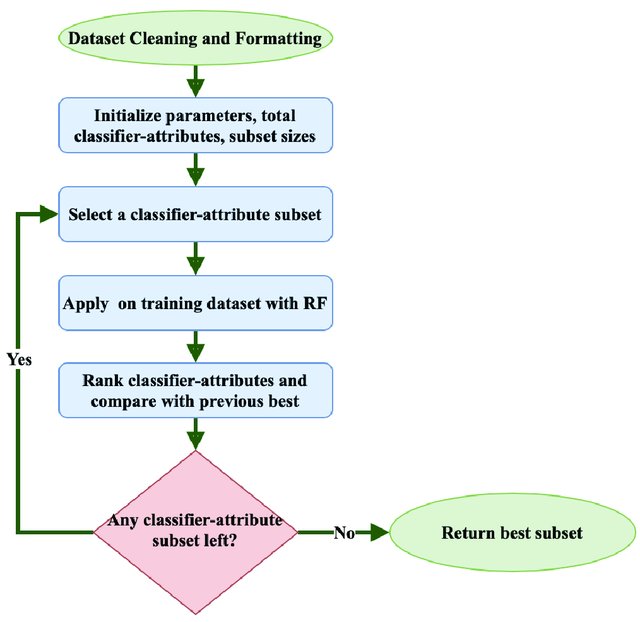 Dataset Cleaning and Formatting
Initialize parameters, total
classifier-attributes, subset sizes
Select a classifier-attribute subset
Apply on training dataset with RF
Yes
Rank classifier-attributes and
compare with previous best
Any classifier-attribute
subset left?
No
Return best subset